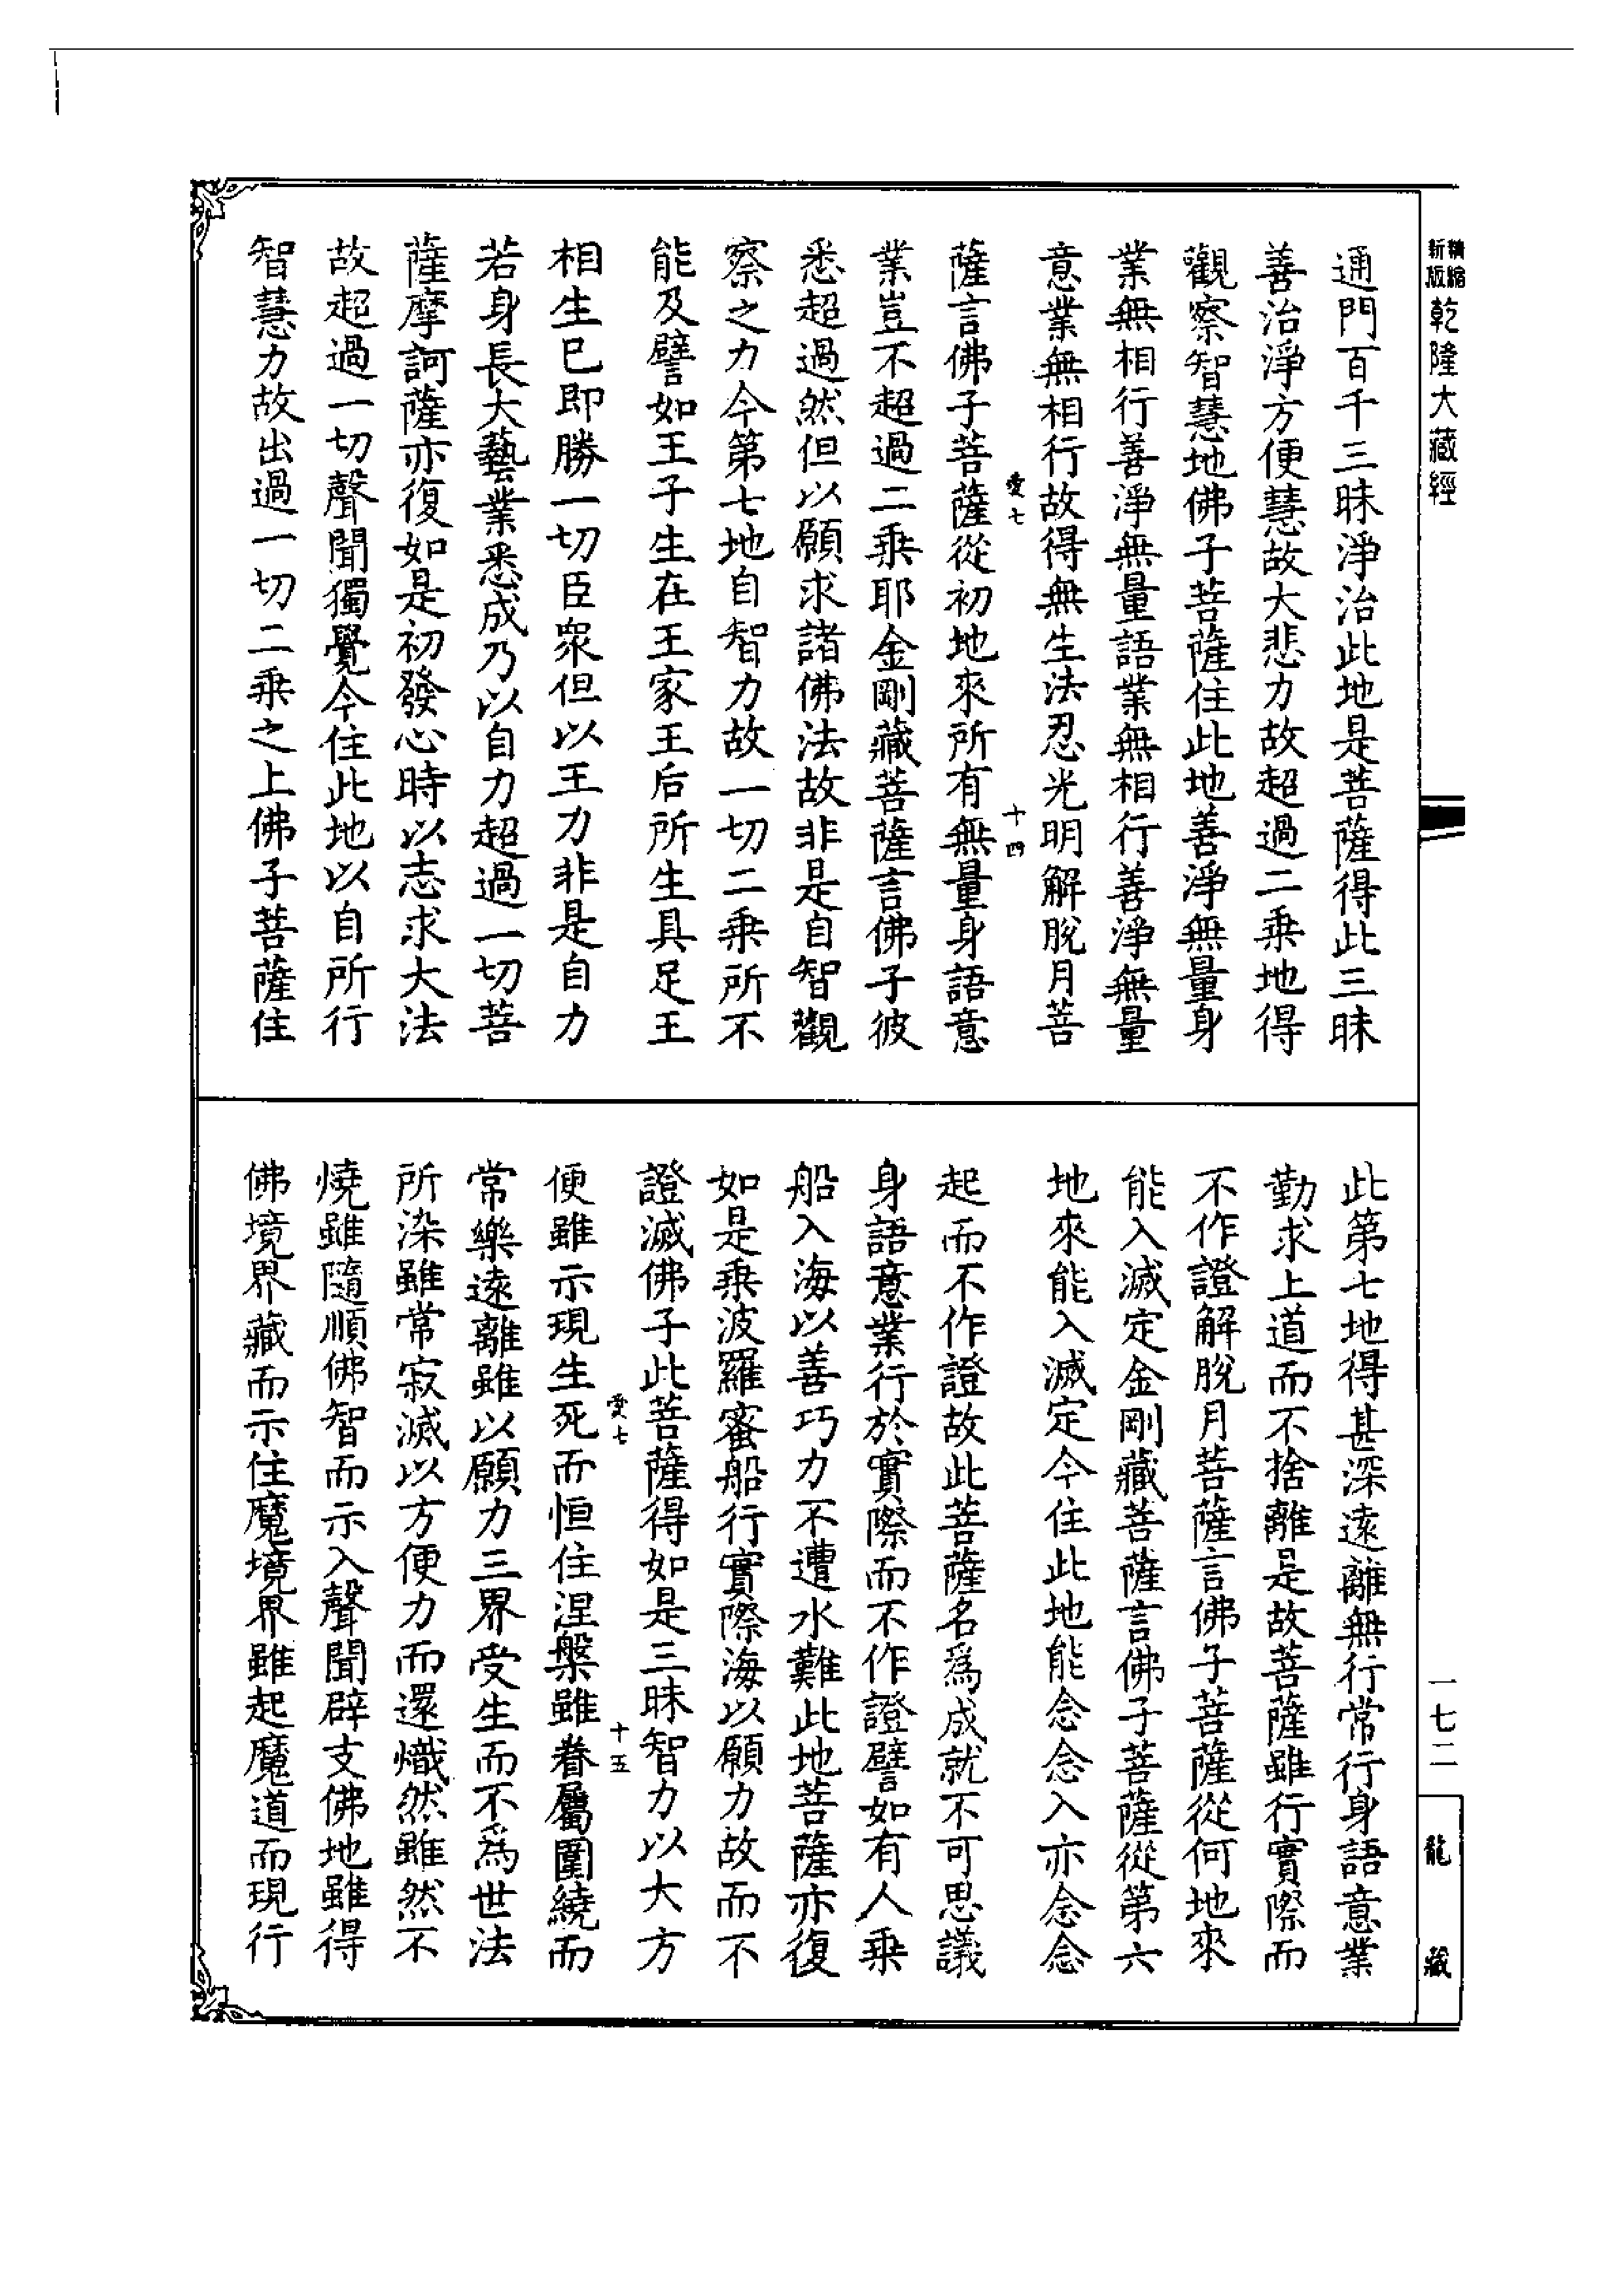 精縮
新版
乾隆大藏經
通門百千三昧淨治此地是菩薩得此三昧
善治淨方便慧故大悲力故超過二乗地得
觀察智慧地佛子菩薩住此地善淨無量身
業無相行善淨無量語業無相行善淨無量
意業無相行故得無生法忍光明解脫月菩
愛七
十四
薩言佛子菩薩從初地來所有無量身語意
業豈不超過二乗耶金剛藏菩薩言佛子彼
悉超過然但以願求諸佛法故非是自智觀
察之力今第七地自智力故一切二乗所不
能及譬如王子生在王家王后所生具足王
相生已即勝一切臣眾但以王力非是自力
若身長大藝業悉成乃以自力超過一切菩
薩摩訶薩亦復如是初發心時以志求大法
故超過一切聲聞獨覺今住此地以自所行
智慧力故出過一切二乗之上佛子菩薩住
此第七地得甚深遠離無行常行身語意業
勤求上道而不捨離是故菩薩雖行實際而
不作證解脫月菩薩言佛子菩薩從何地來
能入滅定金剛藏菩薩言佛子菩薩從第六
地來能入滅定今住此地能念念入亦念念
起而不作證故此菩薩名為成就不可思議
身語意業行於實際而不作證譬如有人乗
船入海以善巧力不遭水難此地菩薩亦復
如是乗波羅蜜船行實際海以願力故而不
證滅佛子此菩薩得如是三昧智力以大方
愛七
十五
便雖示現生死而恒住涅槃雖眷屬圍繞而
常樂遠離雖以願力三界受生而不為世法
所染雖常寂滅以方便力而還熾然雖然不
燒雖隨順佛智而示入聲聞辟支佛地雖得
佛境界藏而示住魔境界雖起魔道而現行
一七二
龍藏